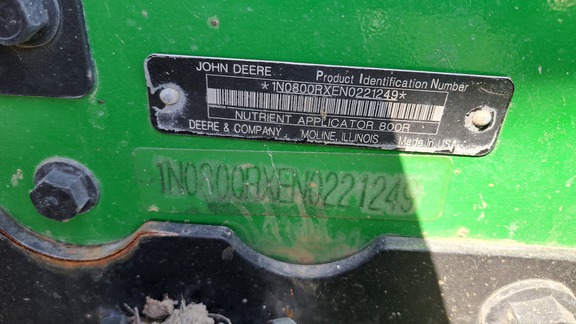 JOHN DEERE Product Identification Number
*1N0800RXEN0221249*
NUTRIENT APPLICATOR 800R
DEERE & COMPANY MOLINE, ILLINOIS Made in USA
1N0800RXEN0221249